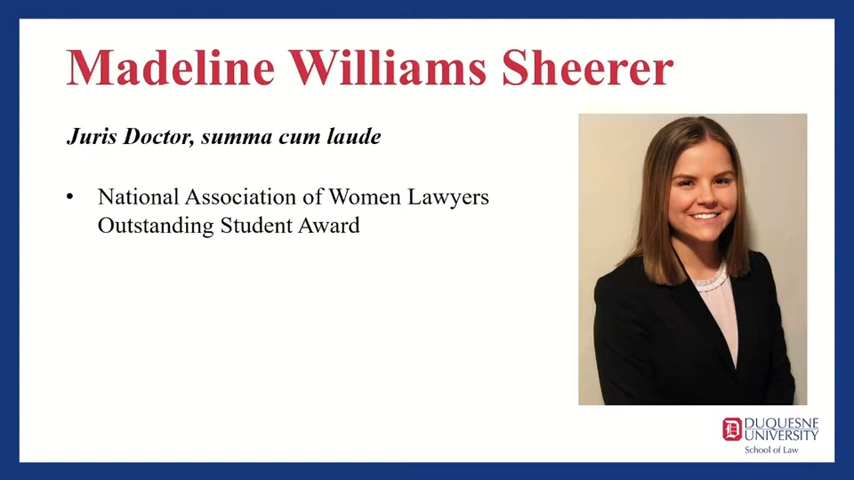 Madeline Williams Sheerer
Juris Doctor, summa cum laude
• National Association of Women Lawyers
Outstanding Student Award
D DUQUESNE
UNIVERSITY
School of Law